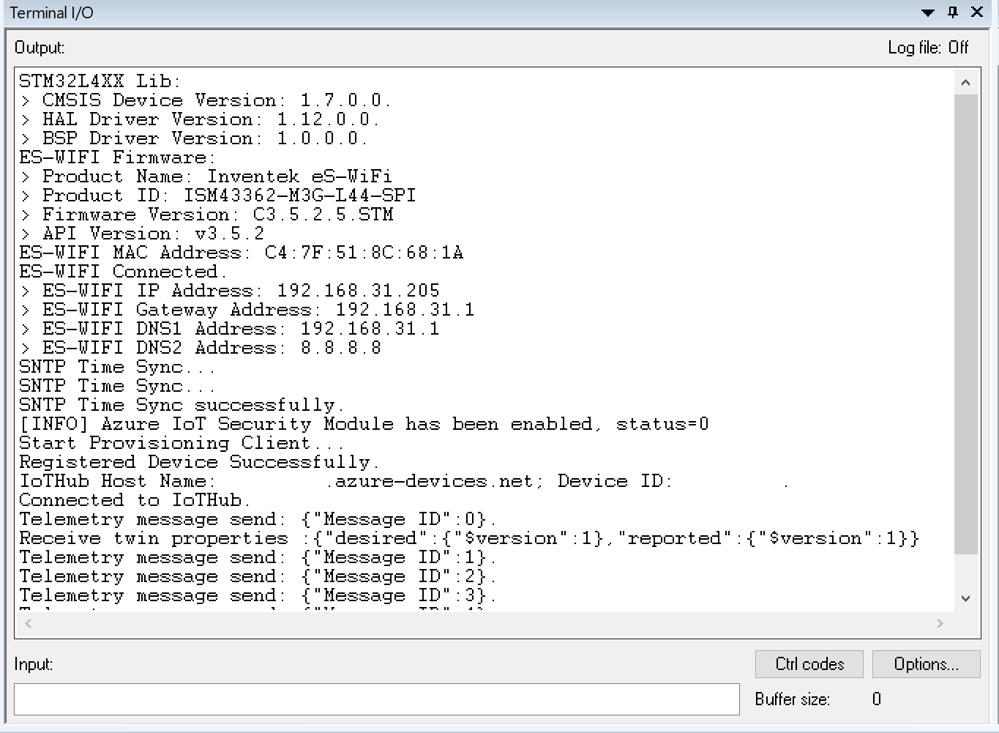 Terminal I/O
Output:
Log file: Off
STM32L4XX Lib:
> CMSIS Device Version: 1.7.0.0.
> HAL Driver Version: 1.12.0.0.
> BSP Driver Version: 1.0.0.0.
ES-WIFI Firmware:
> Product Name: Inventek eS-WiFi
> Product ID: ISM43362-M3G-L44-SPI
> Firmware Version: C3.5.2.5.STM
> API Version: v3.5.2
ES-WIFI MAC Address: C4:7F:51:8C:68:1A
ES-WIFI Connected.
> ES-WIFI IP Address: 192.168.31.205
> ES-WIFI Gateway Address: 192.168.31.1
> ES-WIFI DNS1 Address: 192.168.31.1
> ES-WIFI DNS2 Address: 8.8.8.8
SNTP Time Sync...
SNTP Time Sync...
SNTP Time Sync successfully.
[INFO] Azure IoT Security Module has been enabled, status=0
Start Provisioning Client...
Registered Device Successfully.
IoTHub Host Name: .azure-devices.net; Device ID: .
Connected to IoTHub.
Telemetry message send: {"Message ID":0}.
Receive twin properties :{"desired":{"$version":1},"reported":{"$version":1}}
Telemetry message send: {"Message ID":1}.
Telemetry message send: {"Message ID":2}.
Telemetry message send: {"Message ID":3}.
Input:
Ctrl codes
Options...
Buffer size: 0